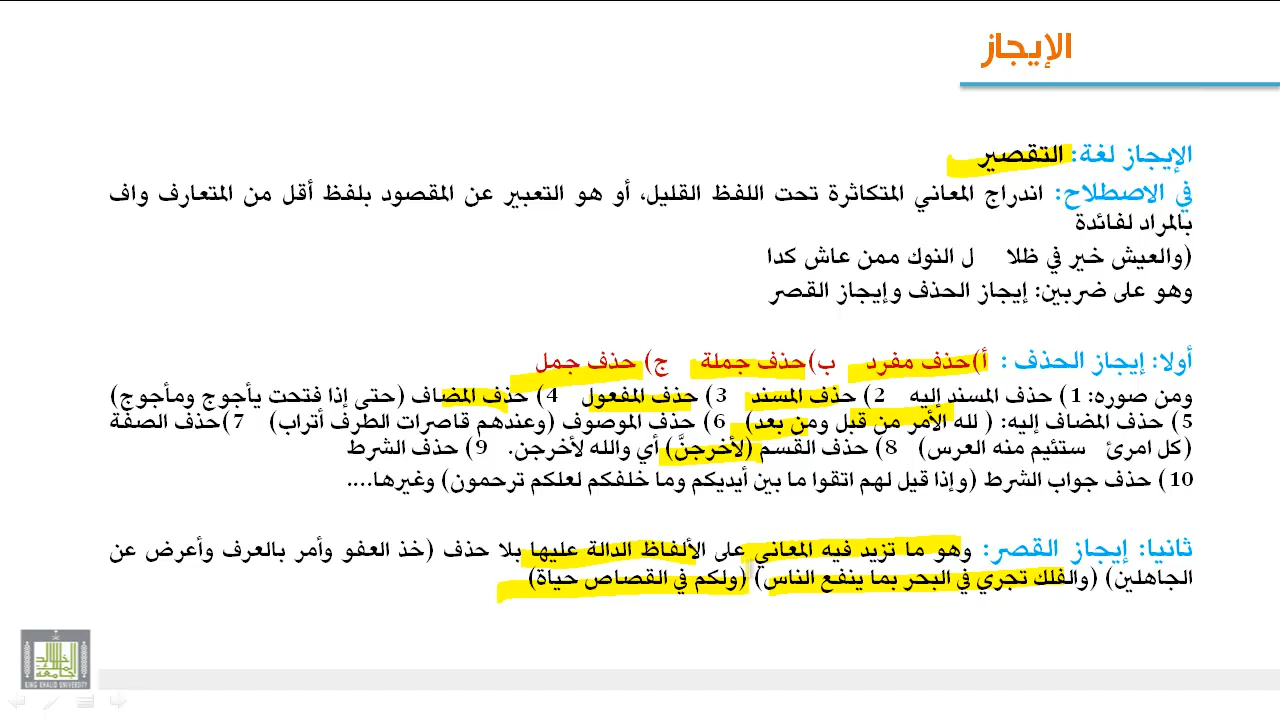 الإيجاز
الإيجاز لغة: التقصير
في الاصطلاح: اندراج المعاني المتكاثرة تحت اللفظ القليل، أو هو التعبير عن المقصود بلفظ أقل من المتعارف واف
بالمراد لفائدة
(والعيش خير في ظلا ل النوك ممن عاش كدا
وهو على ضربين: إيجاز الحذف وإيجاز القصر
أولا: إيجاز الحذف : أ)حذف مفرد ب)حذف جملة ج) حذف جمل
ومن صوره: 1) حذف المسند إليه 2) حذف المسند 3) حذف المفعول 4) حذف المضاف (حتى إذا فتحت يأجوج ومأجوج)
5) حذف المضاف إليه: ( لله الأمر من قبل ومن بعد) 6) حذف الموصوف (وعندهم قاصرات الطرف أتراب) 7)حذف الصفة
(كل امرئ ستئيم منه العرس) 8) حذف القسم (لأخرجنَّ) أي والله لأخرجن. 9) حذف الشرط
10) حذف جواب الشرط (وإذا قيل لهم اتقوا ما بين أيديكم وما خلفكم لعلكم ترحمون) وغيرها....
ثانيا: إيجاز القصر: وهو ما تزيد فيه المعاني على الألفاظ الدالة عليها بلا حذف (خذ العفو وأمر بالعرف وأعرض عن
الجاهلين) (والفلك تجري في البحر بما ينفع الناس) (ولكم في القصاص حياة)
KING KHALID UNIVERSITY